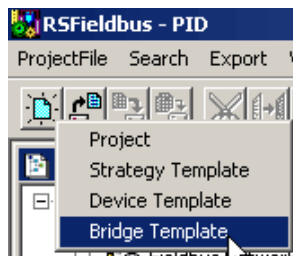 RSFieldbus - PID
ProjectFile Search Export
Project
Strategy Template
Device Template
Bridge Template